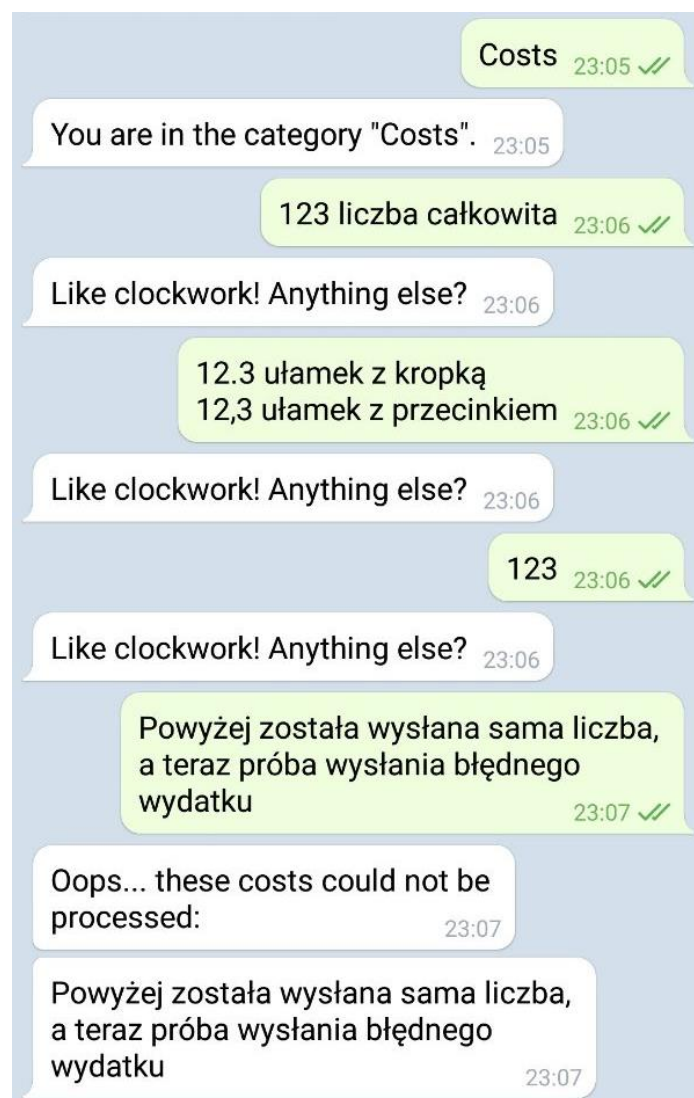 Costs 23:05
You are in the category "Costs". 23:05
123 liczba całkowita 23:06
Like clockwork! Anything else? 23:06
12.3 ułamek z kropką
12,3 ułamek z przecinkiem 23:06
Like clockwork! Anything else? 23:06
123 23:06
Like clockwork! Anything else? 23:06
Powyżej została wysłana sama liczba,
a teraz próba wysłania błędnego
wydatku 23:07
Oops... these costs could not be
processed: 23:07
Powyżej została wysłana sama liczba,
a teraz próba wysłania błędnego
wydatku 23:07